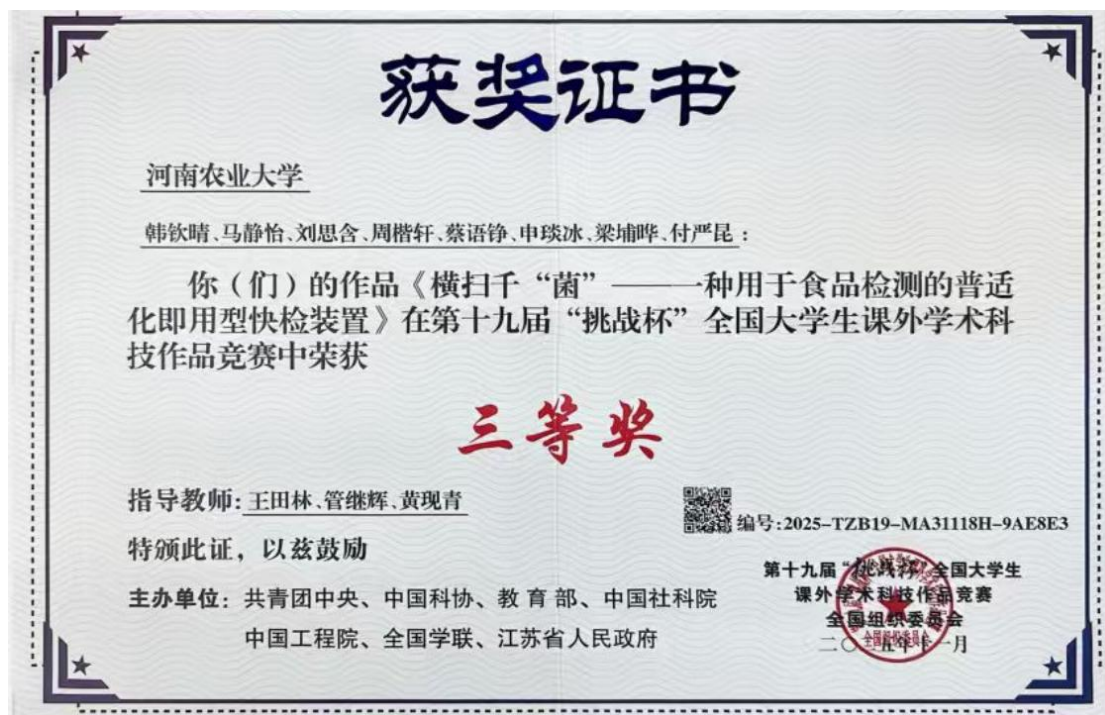 获奖证书
河南农业大学
韩钦晴、马静怡、刘思含、周楷轩、蔡语铮、申琰冰、梁埔晔、付严昆：
你（们）的作品《横扫千“菌”——一种用于食品检测的普适
化即用型快检装置》在第十九届“挑战杯”全国大学生课外学术科
技作品竞赛中荣获
三等奖
指导教师：王田林、管继辉、黄现青
编号:2025-TZB19-MA31118H-9AE8E3
特颁此证，以兹鼓励
主办单位：共青团中央、中国科协、教育部、中国社科院
中国工程院、全国学联、江苏省人民政府
第十九届“挑战杯”全国大学生
课外学术科技作品竞赛
全国组织委员会
二〇二五年十一月